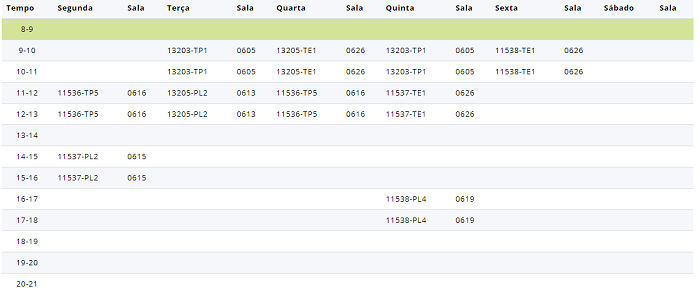 Tempo Segunda Sala Terça Sala Quarta Sala Quinta Sala Sexta Sala Sábado Sala
8-9
9-10 13203-TP1 0605 13205-TE1 0626 13203-TP1 0605 11538-TE1 0626
10-11 13203-TP1 0605 13205-TE1 0626 13203-TP1 0605 11538-TE1 0626
11-12 11536-TP5 0616 13205-PL2 0613 11536-TP5 0616 11537-TE1 0626
12-13 11536-TP5 0616 13205-PL2 0613 11536-TP5 0616 11537-TE1 0626
13-14
14-15 11537-PL2 0615
15-16 11537-PL2 0615
16-17 11538-PL4 0619
17-18 11538-PL4 0619
18-19
19-20
20-21